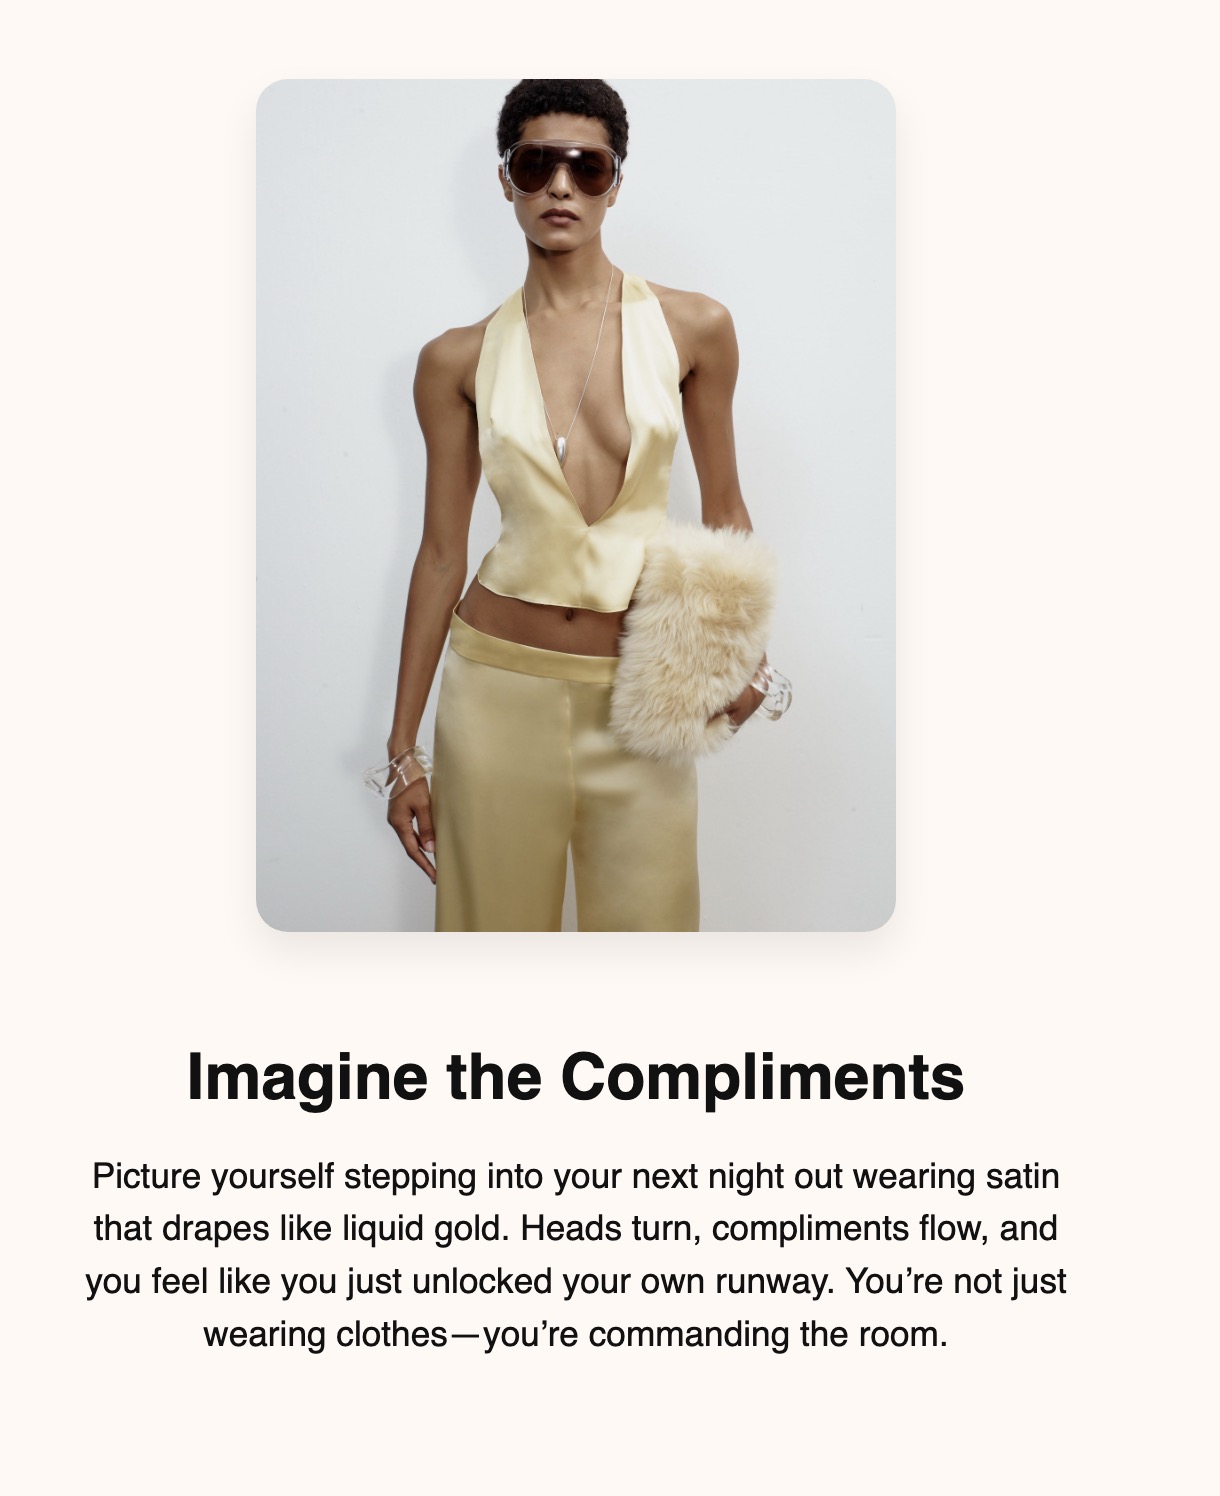 Imagine the Compliments
Picture yourself stepping into your next night out wearing satin
that drapes like liquid gold. Heads turn, compliments flow, and
you feel like you just unlocked your own runway. You’re not just
wearing clothes—you’re commanding the room.